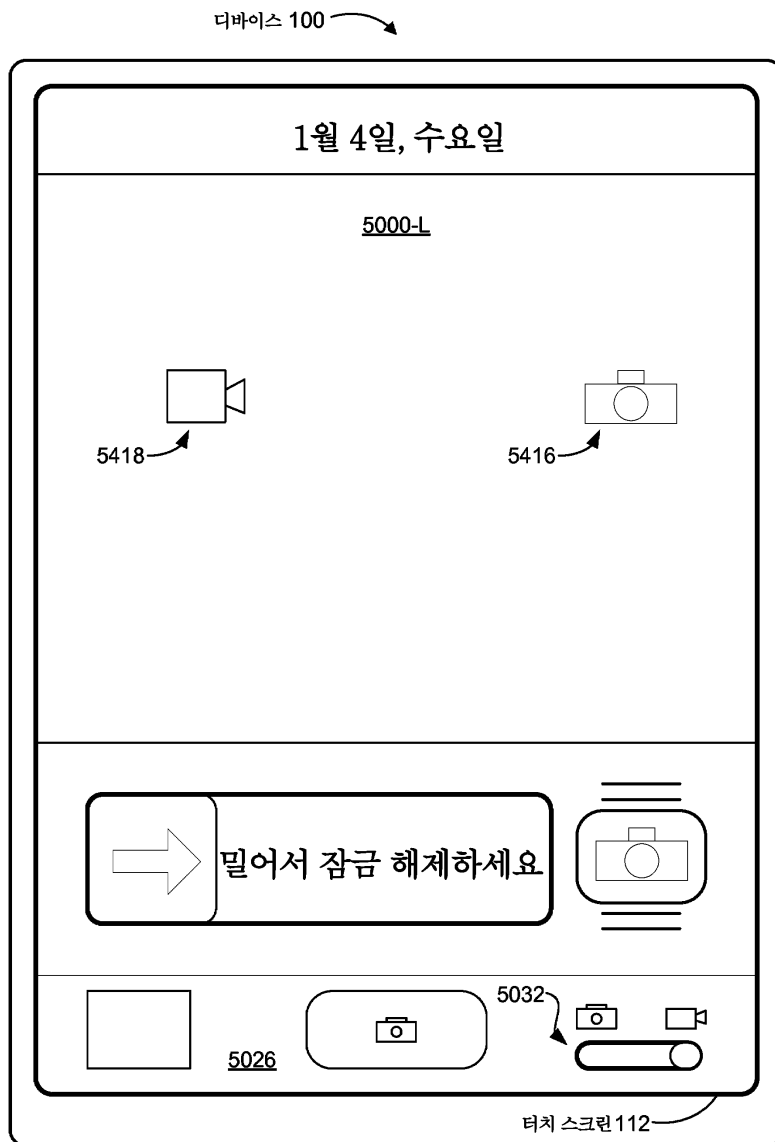 디바이스 100
1월 4일, 수요일
5000-L
5418
5416
밀어서 잠금 해제하세요
5032
5026
터치 스크린 112